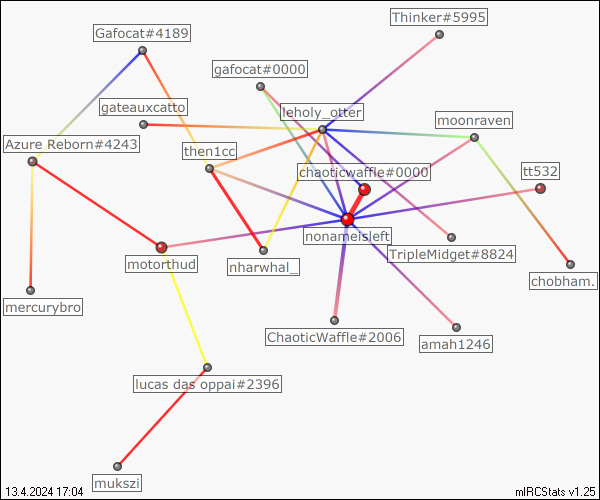 Thinker#5995
Gafocat#4189
gafocat#0000
gateauxcatto
leholy_otter
moonraven
Azure Reborn#4243
then1cc
chaoticwaffle#0000
tt532
nonameisleft
TripleMidget#8824
motorthud
nharwhal_
chobham.
mercurybro
ChaoticWaffle#2006
amah1246
lucas das oppai#2396
mukszi
13.4.2024 17:04
mIRCStats v1.25